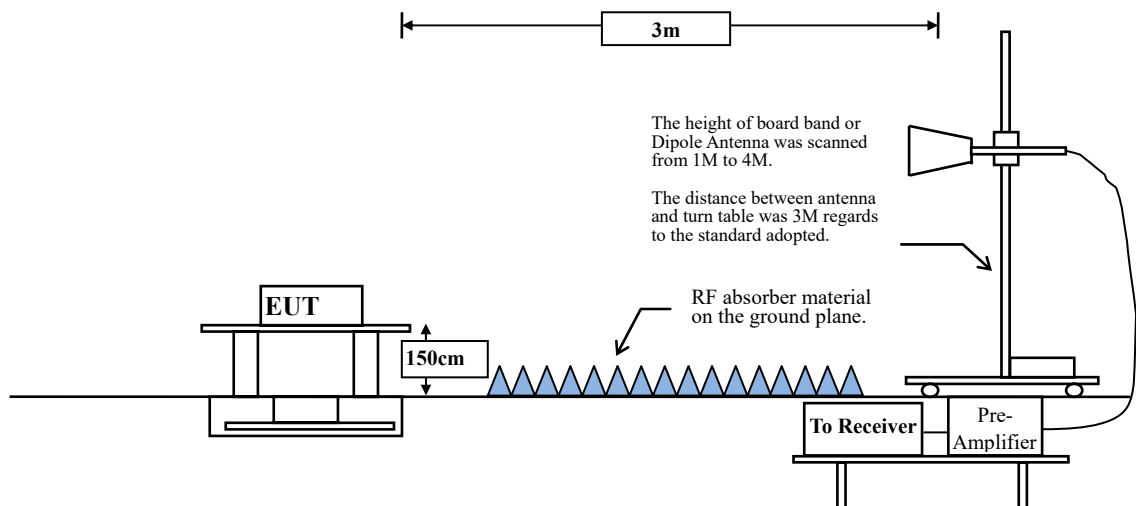 3m
The height of board band or
Dipole Antenna was scanned
from 1M to 4M.
The distance between antenna
and turn table was 3M regards
to the standard adopted.
EUT
RF absorber material
on the ground plane.
150cm
To Receiver
Pre-
Amplifier